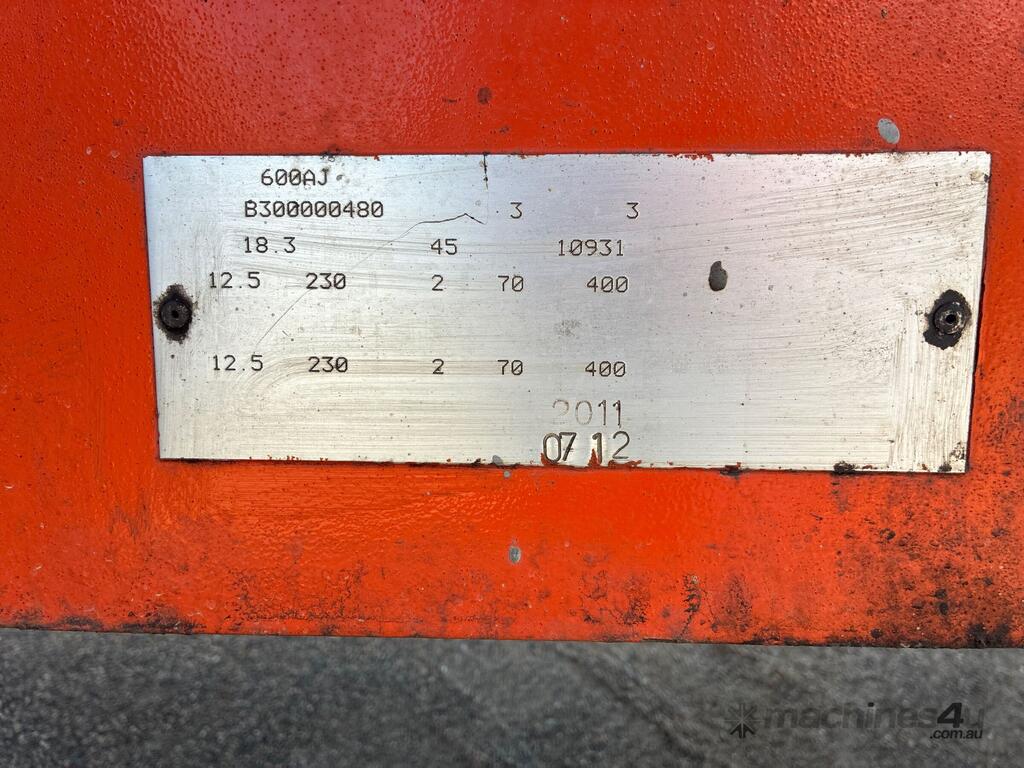 600AJ
B300000480 3 3
18.3 45 10931
12.5 230 2 70 400
12.5 230 2 70 400
2011
07 12
machines4u
.com.au